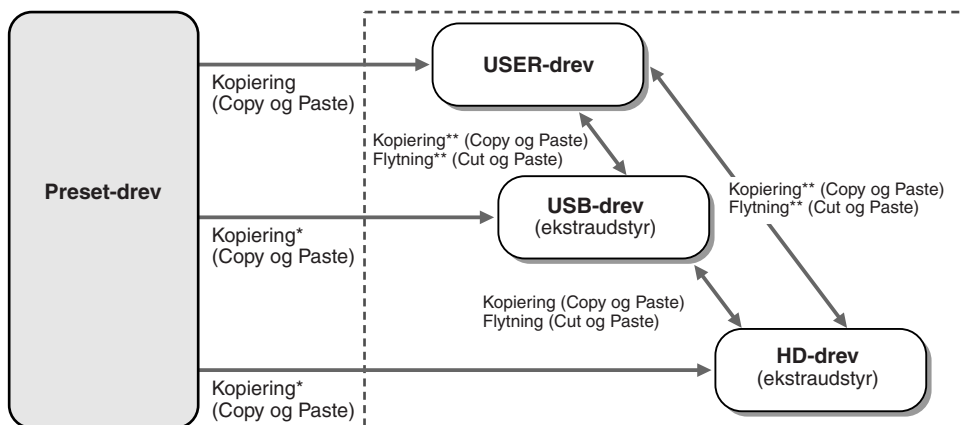 Preset-drev
Kopiering
(Copy og Paste)
USER-drev
Kopiering** (Copy og Paste)
Flytning** (Cut og Paste)
Kopiering** (Copy og Paste)
Flytning** (Cut og Paste)
Kopiering*
(Copy og Paste)
USB-drev
(ekstraudstyr)
Kopiering (Copy og Paste)
Flytning (Cut og Paste)
Kopiering*
(Copy og Paste)
HD-drev
(ekstraudstyr)